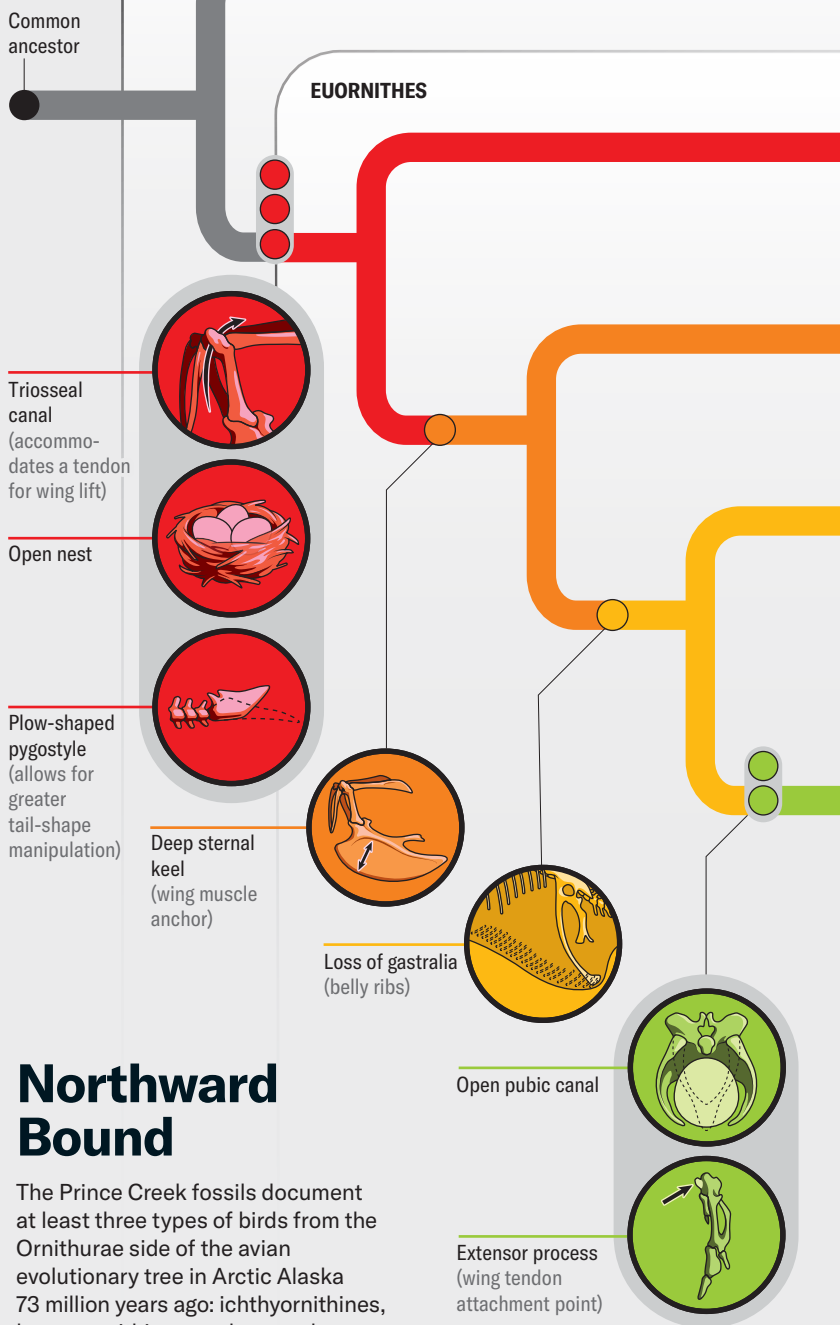 Common
ancestor
EUORNITHES
Triosseal
canal
(accommo-
dates a tendon
for wing lift)
Open nest
Plow-shaped
pygostyle
(allows for
greater
tail-shape
manipulation)
Deep sternal
keel
(wing muscle
anchor)
Loss of gastralia
(belly ribs)
Open pubic canal
Extensor process
(wing tendon
attachment point)
Northward
Bound
The Prince Creek fossils document
at least three types of birds from the
Ornithurae side of the avian
evolutionary tree in Arctic Alaska
73 million years ago: ichthyornithines,